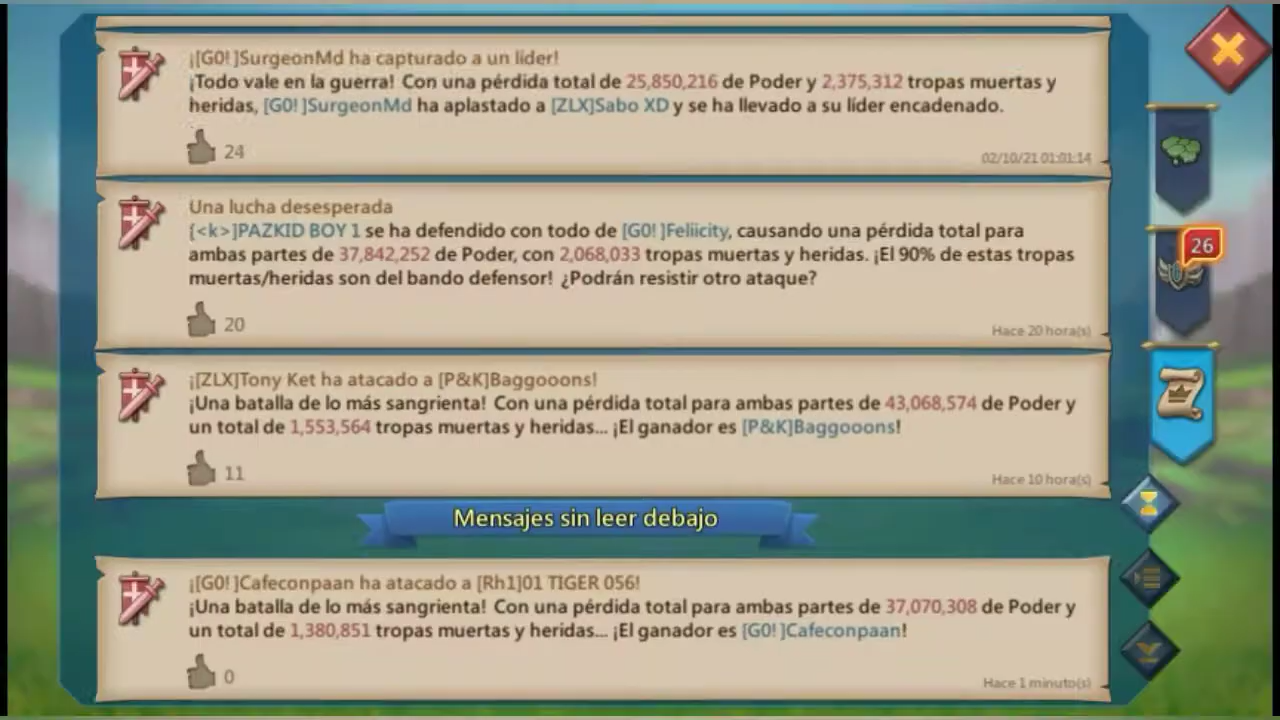 ¡[G0!]SurgeonMd ha capturado a un líder!
¡Todo vale en la guerra! Con una pérdida total de 25,850,216 de Poder y 2,375,312 tropas muertas y
heridas, [G0!]SurgeonMd ha aplastado a [ZLX]Sabo XD y se ha llevado a su líder encadenado.
24
02/10/21 01:01:14
Una lucha desesperada
[<k>]PAZKID BOY 1 se ha defendido con todo de [G0!]Feliicity, causando una pérdida total para
ambas partes de 37,842,252 de Poder, con 2,068,033 tropas muertas y heridas. ¡El 90% de estas tropas
muertas/heridas son del bando defensor! ¿Podrán resistir otro ataque?
26
20
Hace 20 hora(s)
¡[ZLX]Tony Ket ha atacado a [P&K]Baggooons!
¡Una batalla de lo más sangrienta! Con una pérdida total para ambas partes de 43,068,574 de Poder y
un total de 1,553,564 tropas muertas y heridas... ¡El ganador es [P&K]Baggooons!
11
Hace 10 hora(s)
Mensajes sin leer debajo
¡[G0!]Cafeconpaan ha atacado a [Rh1]01 TIGER 056!
¡Una batalla de lo más sangrienta! Con una pérdida total para ambas partes de 37,070,308 de Poder y
un total de 1,380,851 tropas muertas y heridas... ¡El ganador es [G0!]Cafeconpaan!
0
Hace 1 minuto(s)